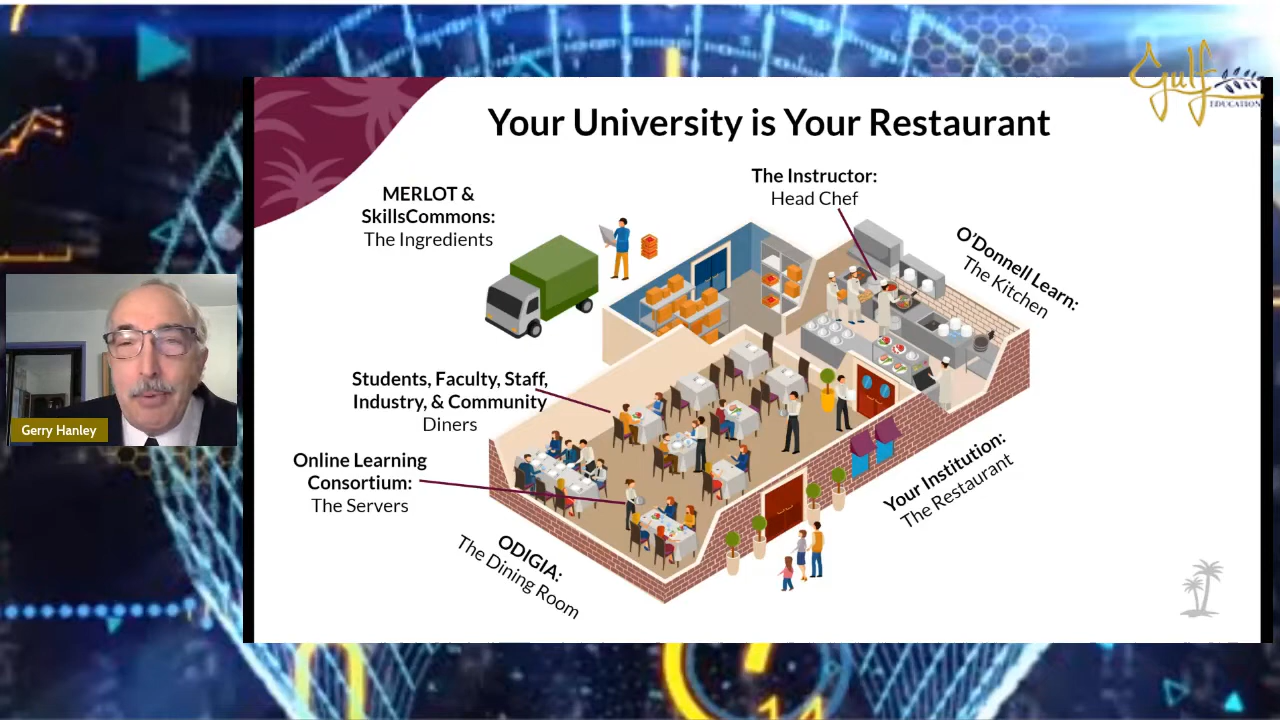 Gulf
EDUCATION
Your University is Your Restaurant
The Instructor:
Head Chef
MERLOT &
SkillsCommons:
The Ingredients
O'Donnell Learn:
The Kitchen
Students, Faculty, Staff,
Industry, & Community
Diners
Gerry Hanley
Online Learning
Consortium:
The Servers
Your Institution:
The Restaurant
ODIGIA:
The Dining Room
14